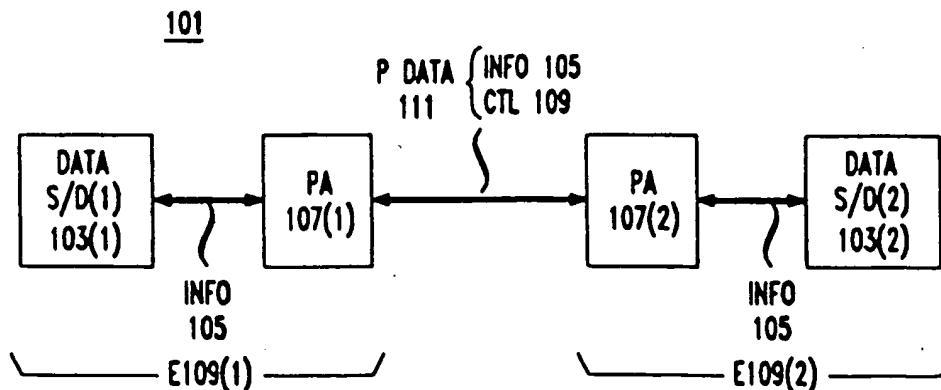 101
P DATA
111
INFO 105
CTL 109
DATA
S/D(1)
103(1)
PA
107(1)
PA
107(2)
DATA
S/D(2)
103(2)
INFO
105
INFO
105
E109(1)
E109(2)